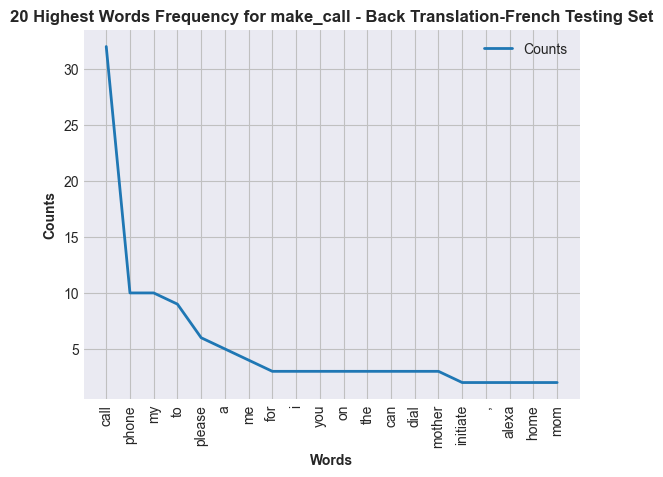 20 Highest Words Frequency for make_call - Back Translation-French Testing Set
Counts
30
25
20
15
10
5
Counts
call
phone
my
to
please
a
me
for
i
you
on
the
can
dial
mother
initiate
,
alexa
home
mom
Words